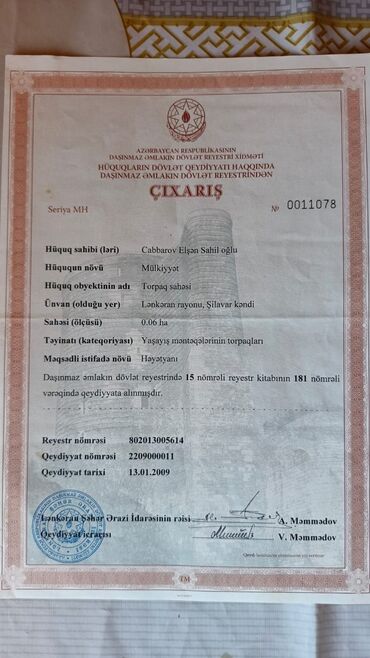 AZƏRBAYCAN RESPUBLİKASININ
DAŞINMAZ ƏMLAKIN DÖVLƏT REYESTRİ XİDMƏTİ
HÜQUQLARIN DÖVLƏT QEYDİYYATI HAQQINDA
DAŞINMAZ ƏMLAKIN DÖVLƏT REYESTRİNDƏN
ÇIXARIŞ
Seriya MH № 0011078
Hüquq sahibi (ləri) Cabbarov Elşən Sahil oğlu
Hüququn növü Mülkiyyət
Hüquq obyektinin adı Torpaq sahəsi
Ünvan (olduğu yer) Lənkəran rayonu, Şilavar kəndi
Sahəsi (ölçüsü) 0.06 ha
Təyinatı (kateqoriyası) Yaşayış məntəqələrinin torpaqları
Məqsədli istifadə növü Həyətyanı
Daşınmaz əmlakın dövlət reyestrində 15 nömrəli reyestr kitabının 181 nömrəli
vərəqində qeydiyyata alınmışdır.
Reyestr nömrəsi 802013005614
Qeydiyyat nömrəsi 2209000011
Qeydiyyat tarixi 13.01.2009
Lənkəran Şəhər Ərazi İdarəsinin rəisi A. Məmmədov
Qeydiyyat icraçısı V. Məmmədov